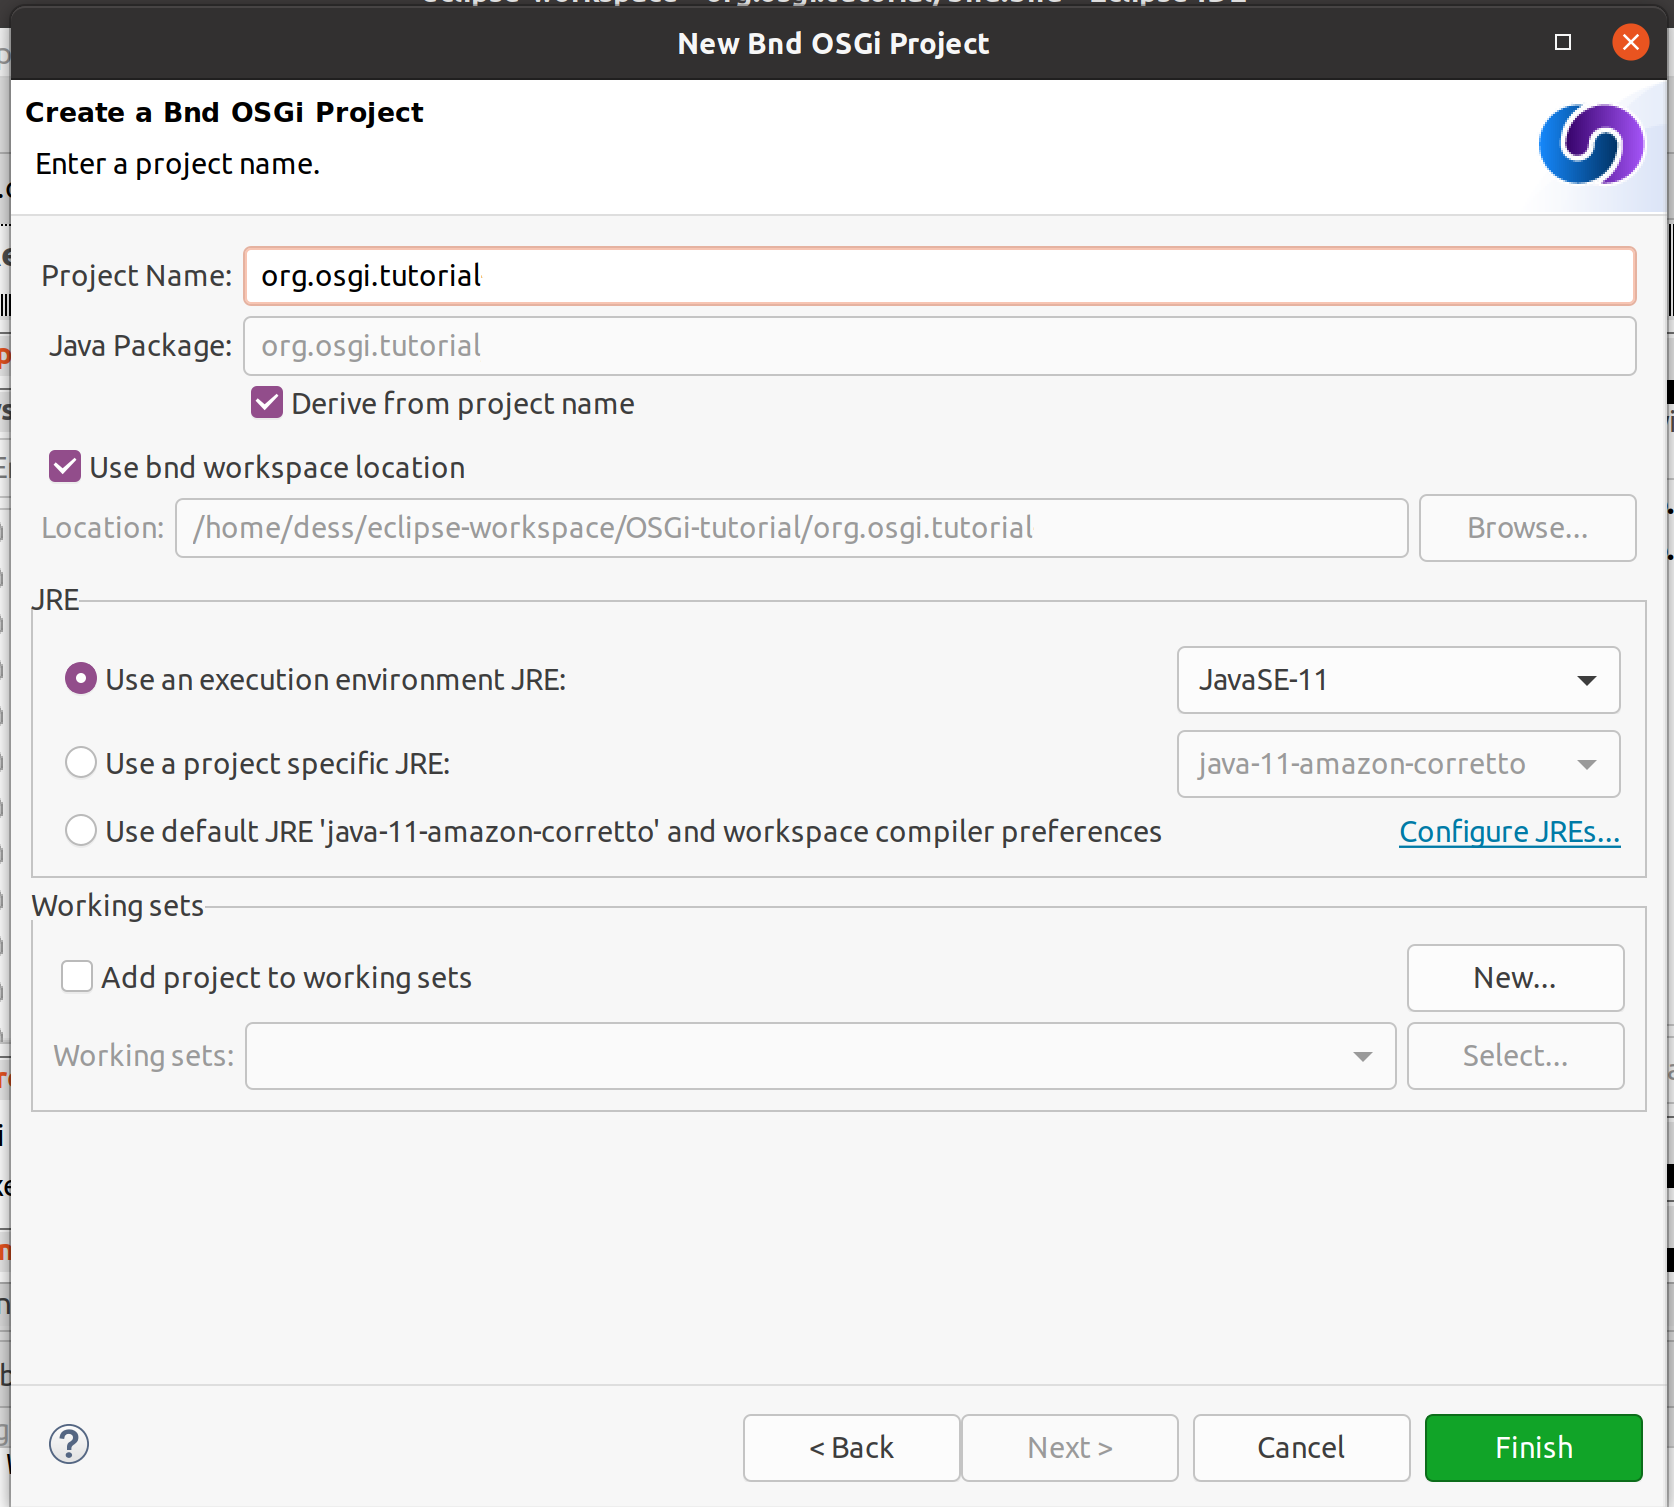 New Bnd OSGi Project
Create a Bnd OSGi Project
Enter a project name.
Project Name: org.osgi.tutorial
Java Package: org.osgi.tutorial
Derive from project name
Use bnd workspace location
Location: /home/dess/eclipse-workspace/OSGi-tutorial/org.osgi.tutorial Browse...
JRE
Use an execution environment JRE: JavaSE-11
Use a project specific JRE: java-11-amazon-corretto
Use default JRE 'java-11-amazon-corretto' and workspace compiler preferences Configure JREs...
Working sets
Add project to working sets New...
Working sets: Select...
? < Back Next > Cancel Finish